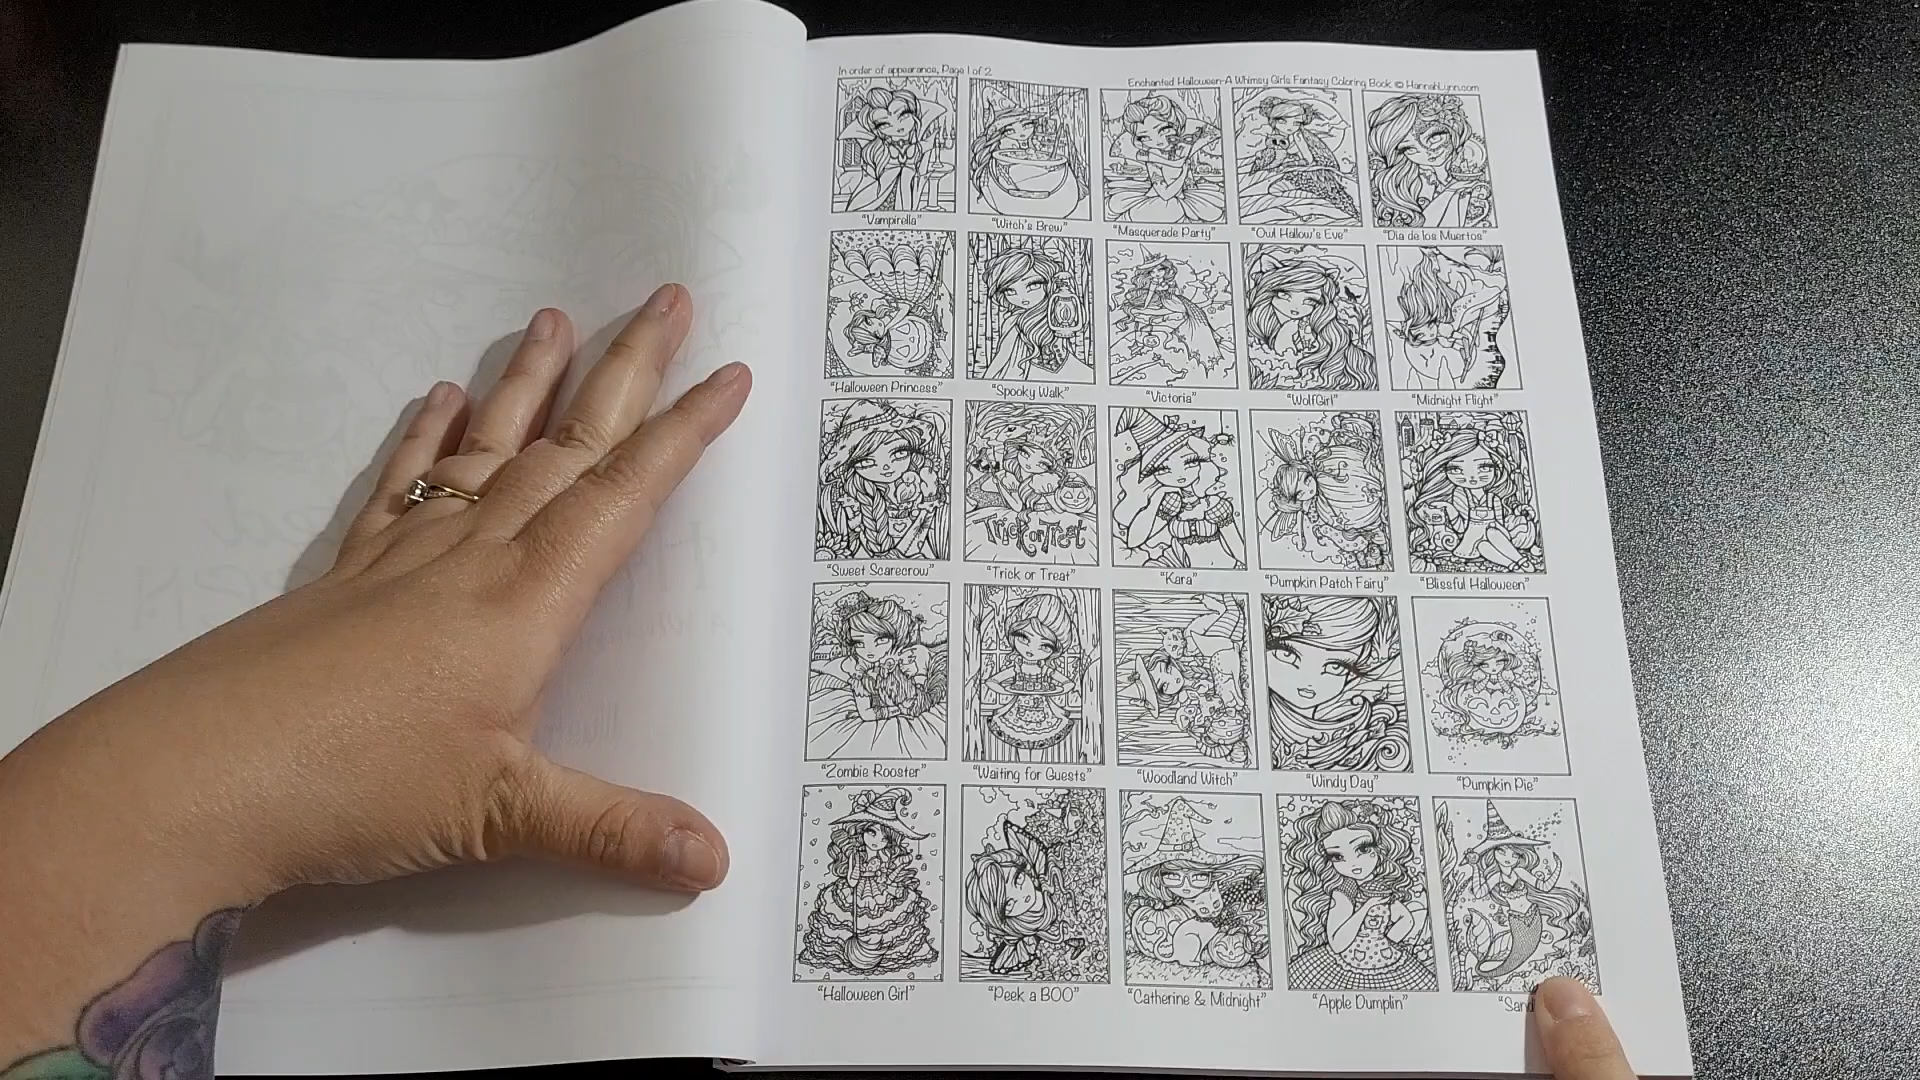 In order of appearance, Page 1 of 2
Enchanted Halloween-A Whimsy Girls Fantasy Coloring Book © HannahLynn.com
"Vampirella" "Witch's Brew" "Masquerade Party" "Owl Hallow's Eve" "Dia de los Muertos"
"Halloween Princess" "Spooky Walk" "Victoria" "WolfGirl" "Midnight Flight"
Trick or Treat
"Sweet Scarecrow" "Trick or Treat" "Kara" "Pumpkin Patch Fairy" "Blissful Halloween"
"Zombie Rooster" "Waiting for Guests" "Woodland Witch" "Windy Day" "Pumpkin Pie"
"Halloween Girl" "Peek a BOO" "Catherine & Midnight" "Apple Dumplin"